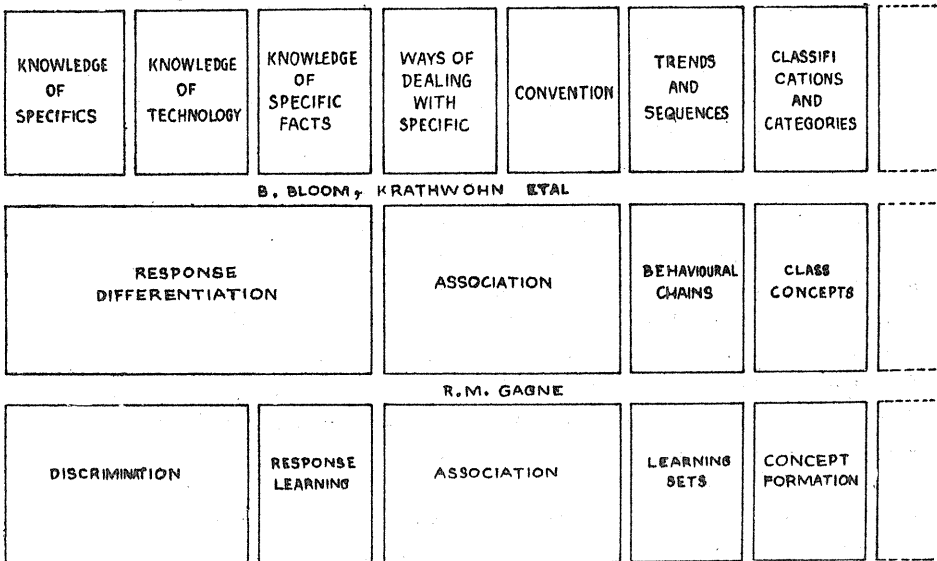 KNOWLEDGE
OF
SPECIFICS
KNOWLEDGE
OF
TECHNOLOGY
KNOWLEDGE
OF
SPECIFIC
FACTS
WAYS OF
DEALING
WITH
SPECIFIC
CONVENTION
TRENDS
AND
SEQUENCES
CLASSIFI
CATIONS
AND
CATEGORIES
B. BLOOM, KRATHWOHN ETAL
RESPONSE
DIFFERENTIATION
ASSOCIATION
BEHAVIOURAL
CHAINS
CLASS
CONCEPTS
R.M. GAGNE
DISCRIMINATION
RESPONSE
LEARNING
ASSOCIATION
LEARNING
SETS
CONCEPT
FORMATION